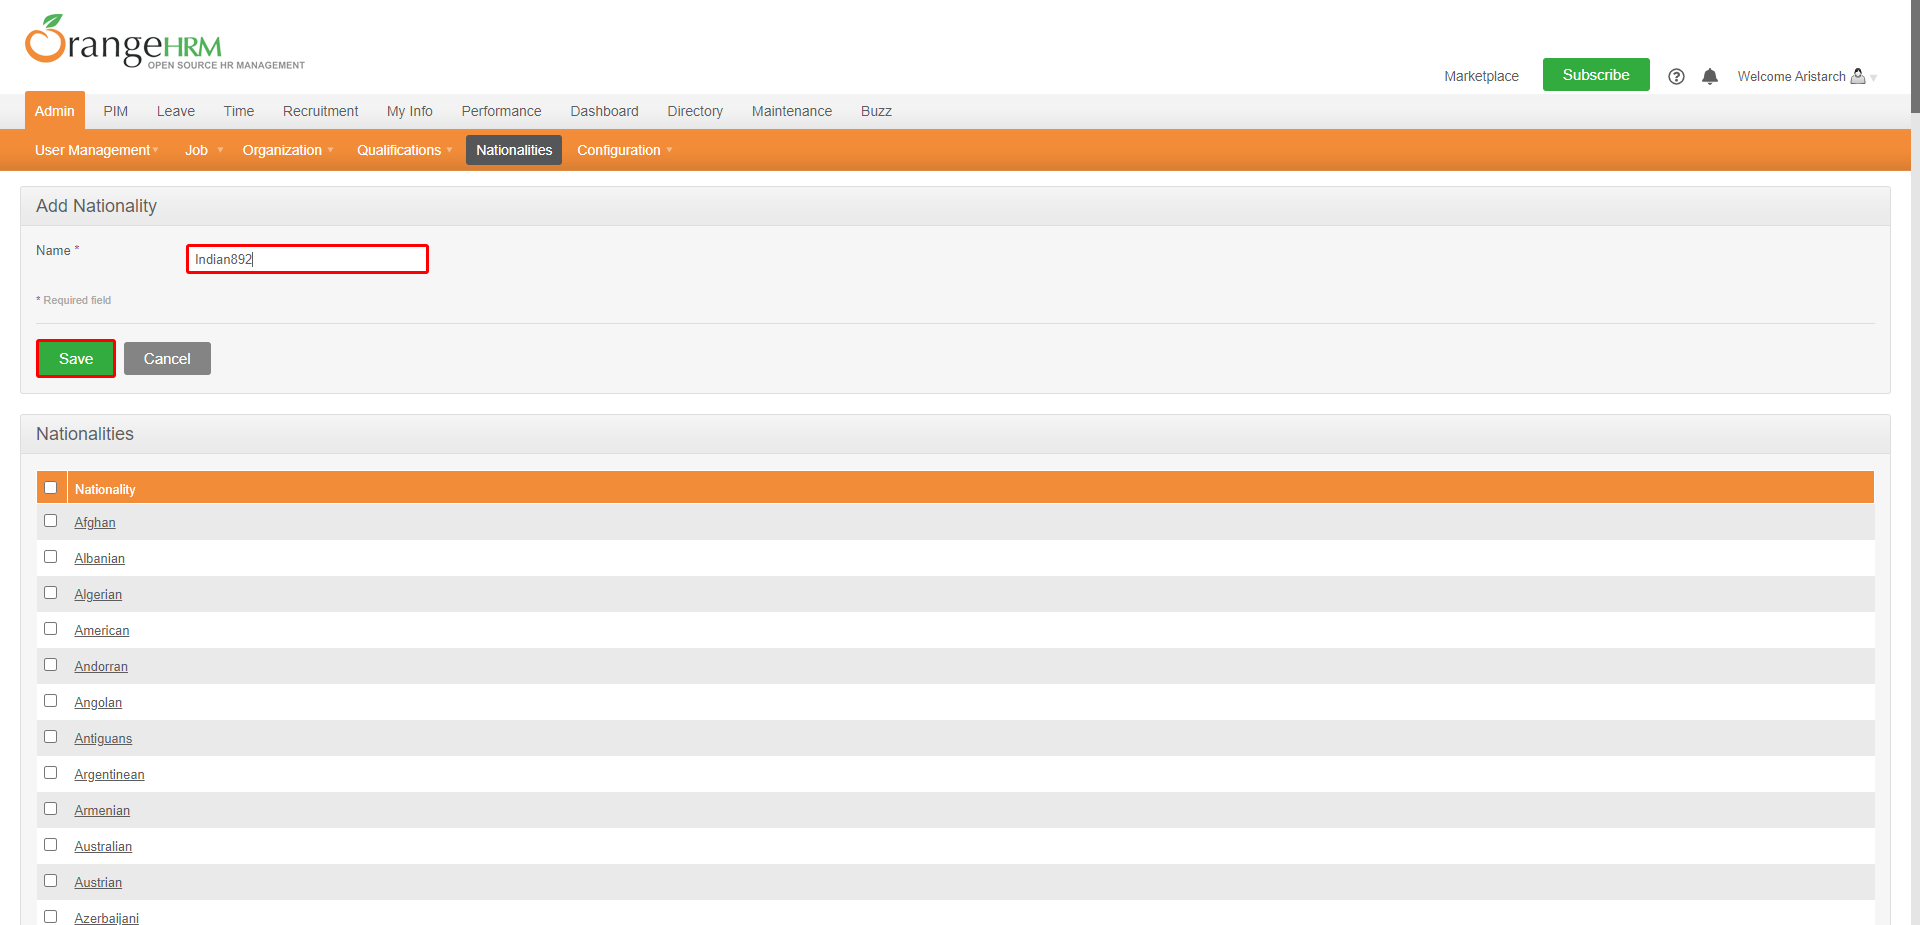 OrangeHRM
OPEN SOURCE HR MANAGEMENT
Marketplace
Subscribe
Welcome Aristarch
Admin PIM Leave Time Recruitment My Info Performance Dashboard Directory Maintenance Buzz
User Management Job Organization Qualifications Nationalities Configuration
Add Nationality
Name * Indian892
* Required field
Save Cancel
Nationalities
Nationality
Afghan
Albanian
Algerian
American
Andorran
Angolan
Antiguans
Argentinean
Armenian
Australian
Austrian
Azerbaijani